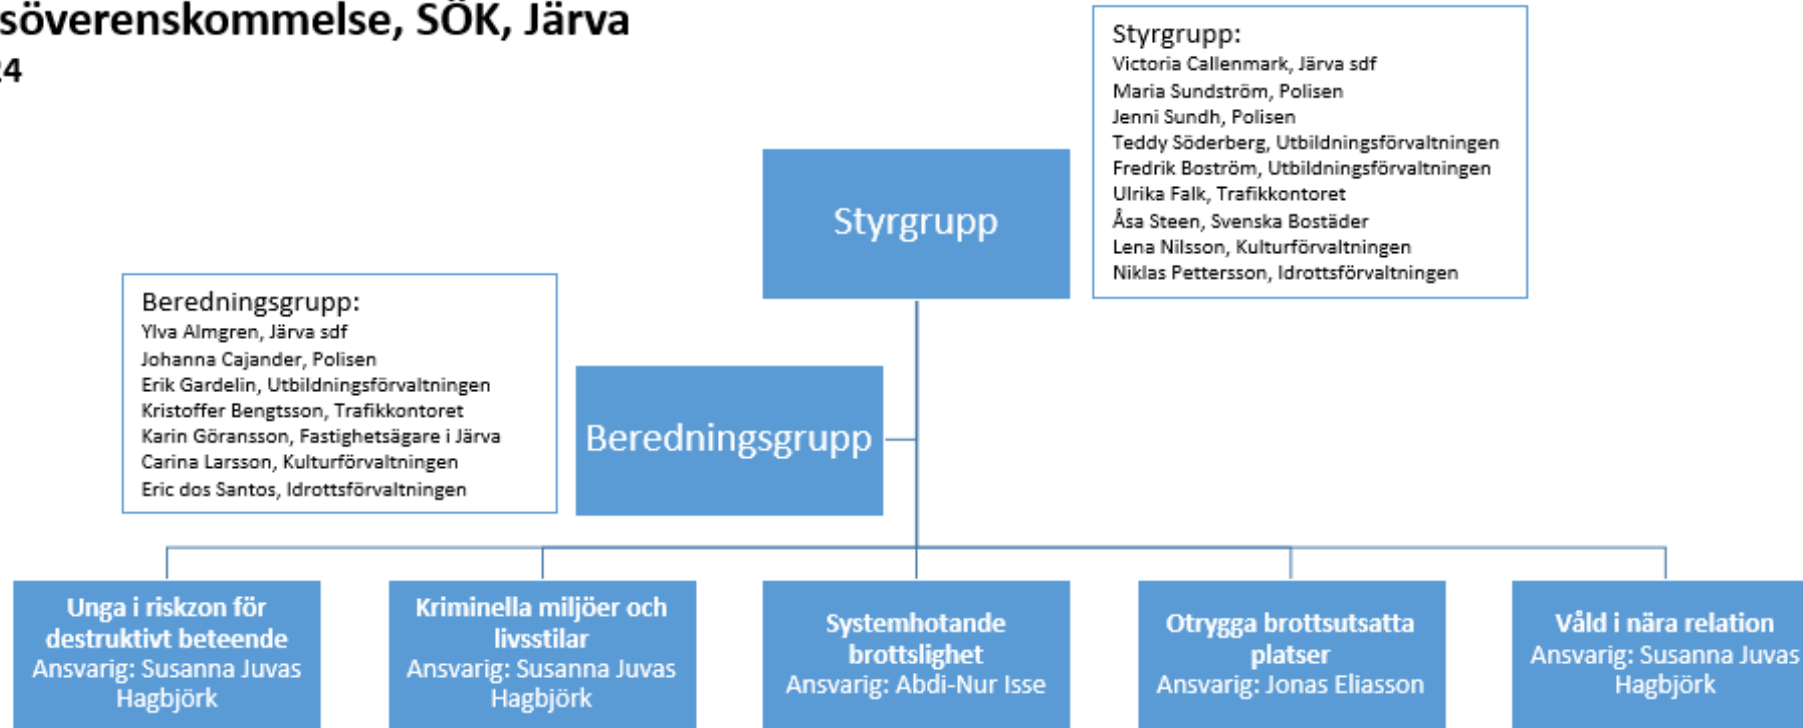 söverenskommelse, SÖK, Järva
24
Styrgrupp:
Victoria Callenmark, Järva sdf
Maria Sundström, Polisen
Jenni Sundh, Polisen
Teddy Söderberg, Utbildningsförvaltningen
Fredrik Boström, Utbildningsförvaltningen
Ulrika Falk, Trafikkontoret
Åsa Steen, Svenska Bostäder
Lena Nilsson, Kulturförvaltningen
Niklas Pettersson, Idrottsförvaltningen
Styrgrupp
Beredningsgrupp:
Ylva Almgren, Järva sdf
Johanna Cajander, Polisen
Erik Gardelin, Utbildningsförvaltningen
Kristoffer Bengtsson, Trafikkontoret
Karin Göransson, Fastighetsägare i Järva
Carina Larsson, Kulturförvaltningen
Eric dos Santos, Idrottsförvaltningen
Beredningsgrupp
Unga i riskzon för
destruktivt beteende
Ansvarig: Susanna Juvas
Hagbjörk
Kriminella miljöer och
livsstilar
Ansvarig: Susanna Juvas
Hagbjörk
Systemhotande
brottslighet
Ansvarig: Abdi-Nur Isse
Otrygga brottsutsatta
platser
Ansvarig: Jonas Eliasson
Våld i nära relation
Ansvarig: Susanna Juvas
Hagbjörk